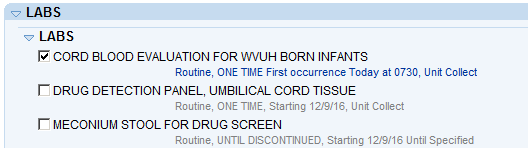 LABS
LABS
CORD BLOOD EVALUATION FOR WVUH BORN INFANTS
Routine, ONE TIME First occurrence Today at 0730, Unit Collect
DRUG DETECTION PANEL, UMBILICAL CORD TISSUE
Routine, ONE TIME, Starting 12/9/16, Unit Collect
MECONIUM STOOL FOR DRUG SCREEN
Routine, UNTIL DISCONTINUED, Starting 12/9/16 Until Specified